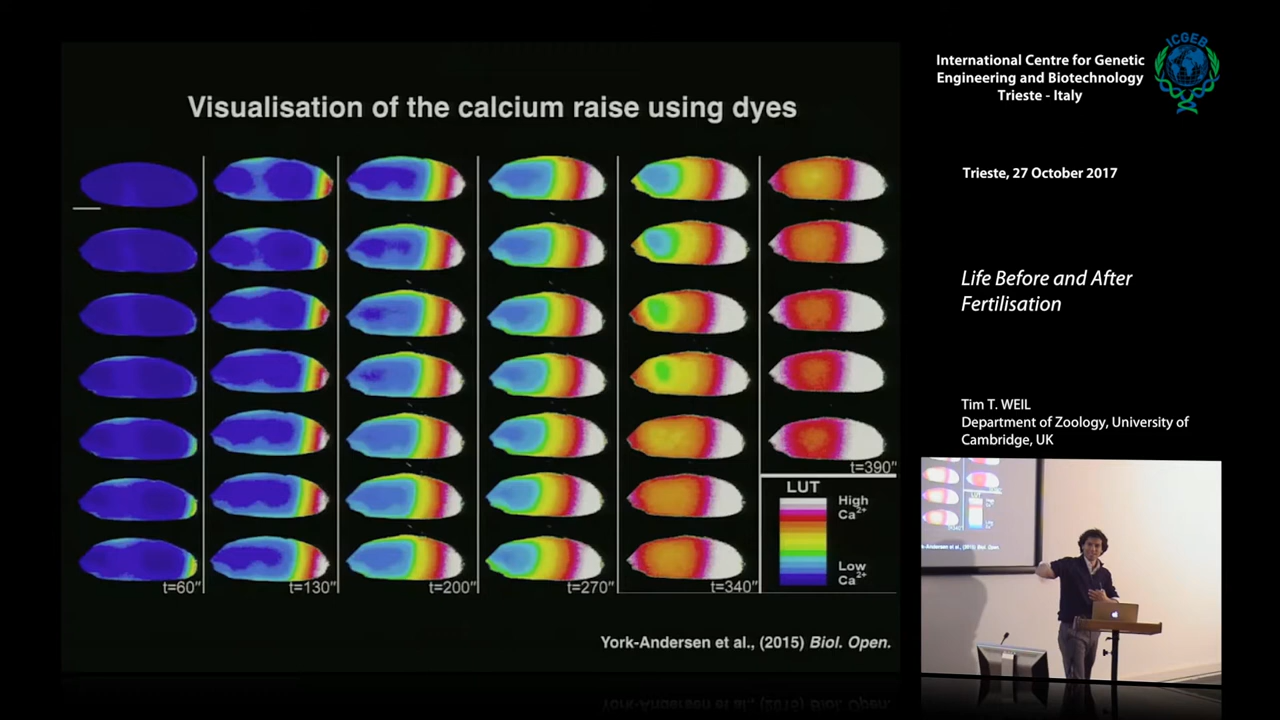 Visualisation of the calcium raise using dyes
t=60"
t=130"
t=200"
t=270"
t=340"
t=390"
LUT
High
Ca2+
Low
Ca2+
York-Andersen et al., (2015) Biol. Open.
International Centre for Genetic
Engineering and Biotechnology
Trieste - Italy
ICGEB
Trieste, 27 October 2017
Life Before and After
Fertilisation
Tim T. WEIL
Department of Zoology, University of
Cambridge, UK